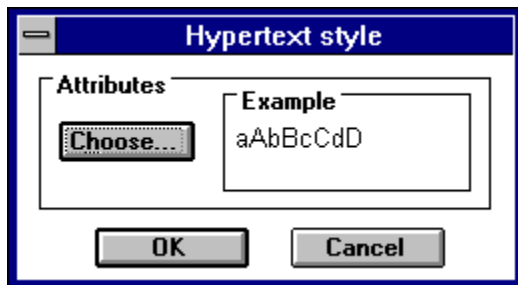 Hypertext style
Attributes
Example
Choose...
aAbBcCdD
OK
Cancel